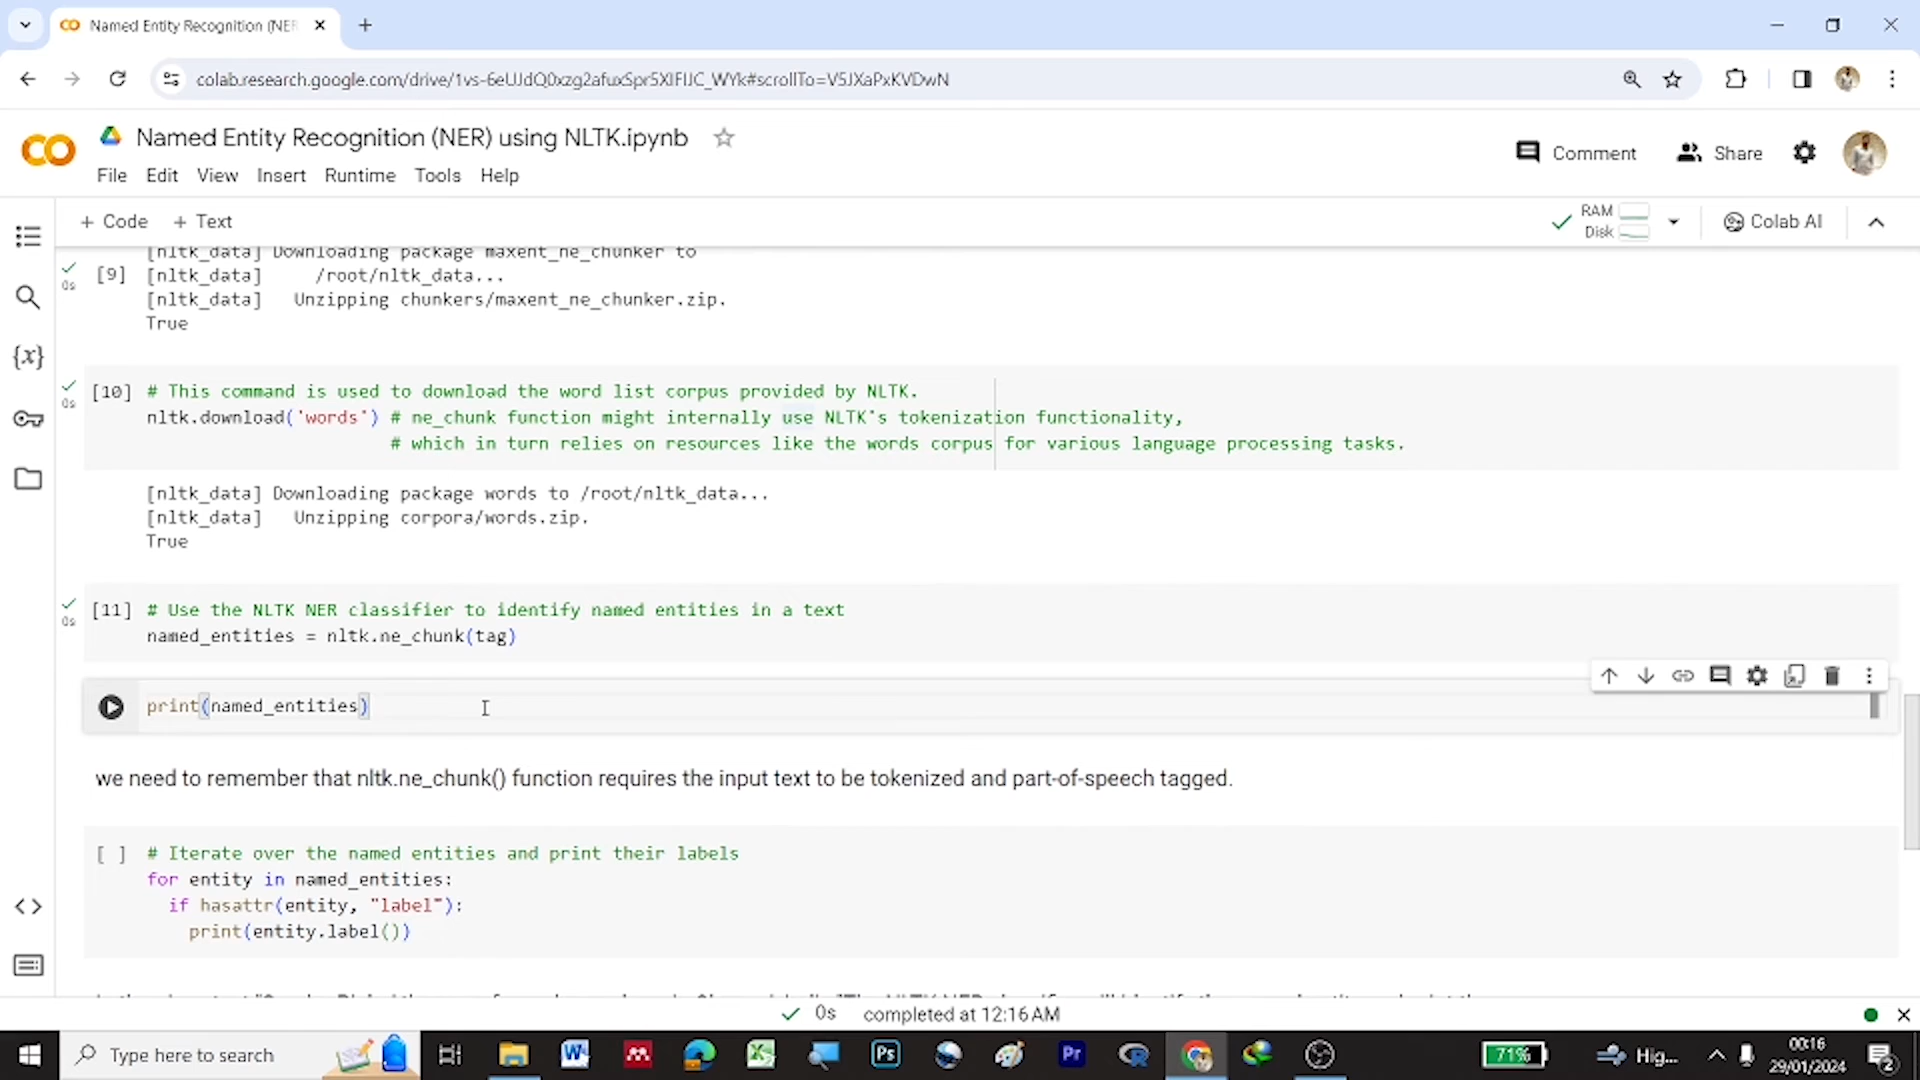 Named Entity Recognition (NER
colab.research.google.com/drive/1vs-6eUJdQ0xzg2afuxSpr5XlFIJC_WYk#scrollTo=V5JXaPxKVDwN
Named Entity Recognition (NER) using NLTK.ipynb
Comment
Share
File Edit View Insert Runtime Tools Help
+ Code + Text
RAM
Disk
Colab AI
[nltk_data] Downloading package maxent_ne_chunker to
[9] [nltk_data] /root/nltk_data...
0s
[nltk_data] Unzipping chunkers/maxent_ne_chunker.zip.
True
[10] # This command is used to download the word list corpus provided by NLTK.
0s
nltk.download('words') # ne_chunk function might internally use NLTK's tokenization functionality,
# which in turn relies on resources like the words corpus for various language processing tasks.
[nltk_data] Downloading package words to /root/nltk_data...
[nltk_data] Unzipping corpora/words.zip.
True
[11] # Use the NLTK NER classifier to identify named entities in a text
0s
named_entities = nltk.ne_chunk(tag)
print(named_entities)
we need to remember that nltk.ne_chunk() function requires the input text to be tokenized and part-of-speech tagged.
[ ] # Iterate over the named entities and print their labels
for entity in named_entities:
if hasattr(entity, "label"):
print(entity.label())
0s completed at 12:16 AM
Type here to search
71%
Hig...
00:16
29/01/2024
2